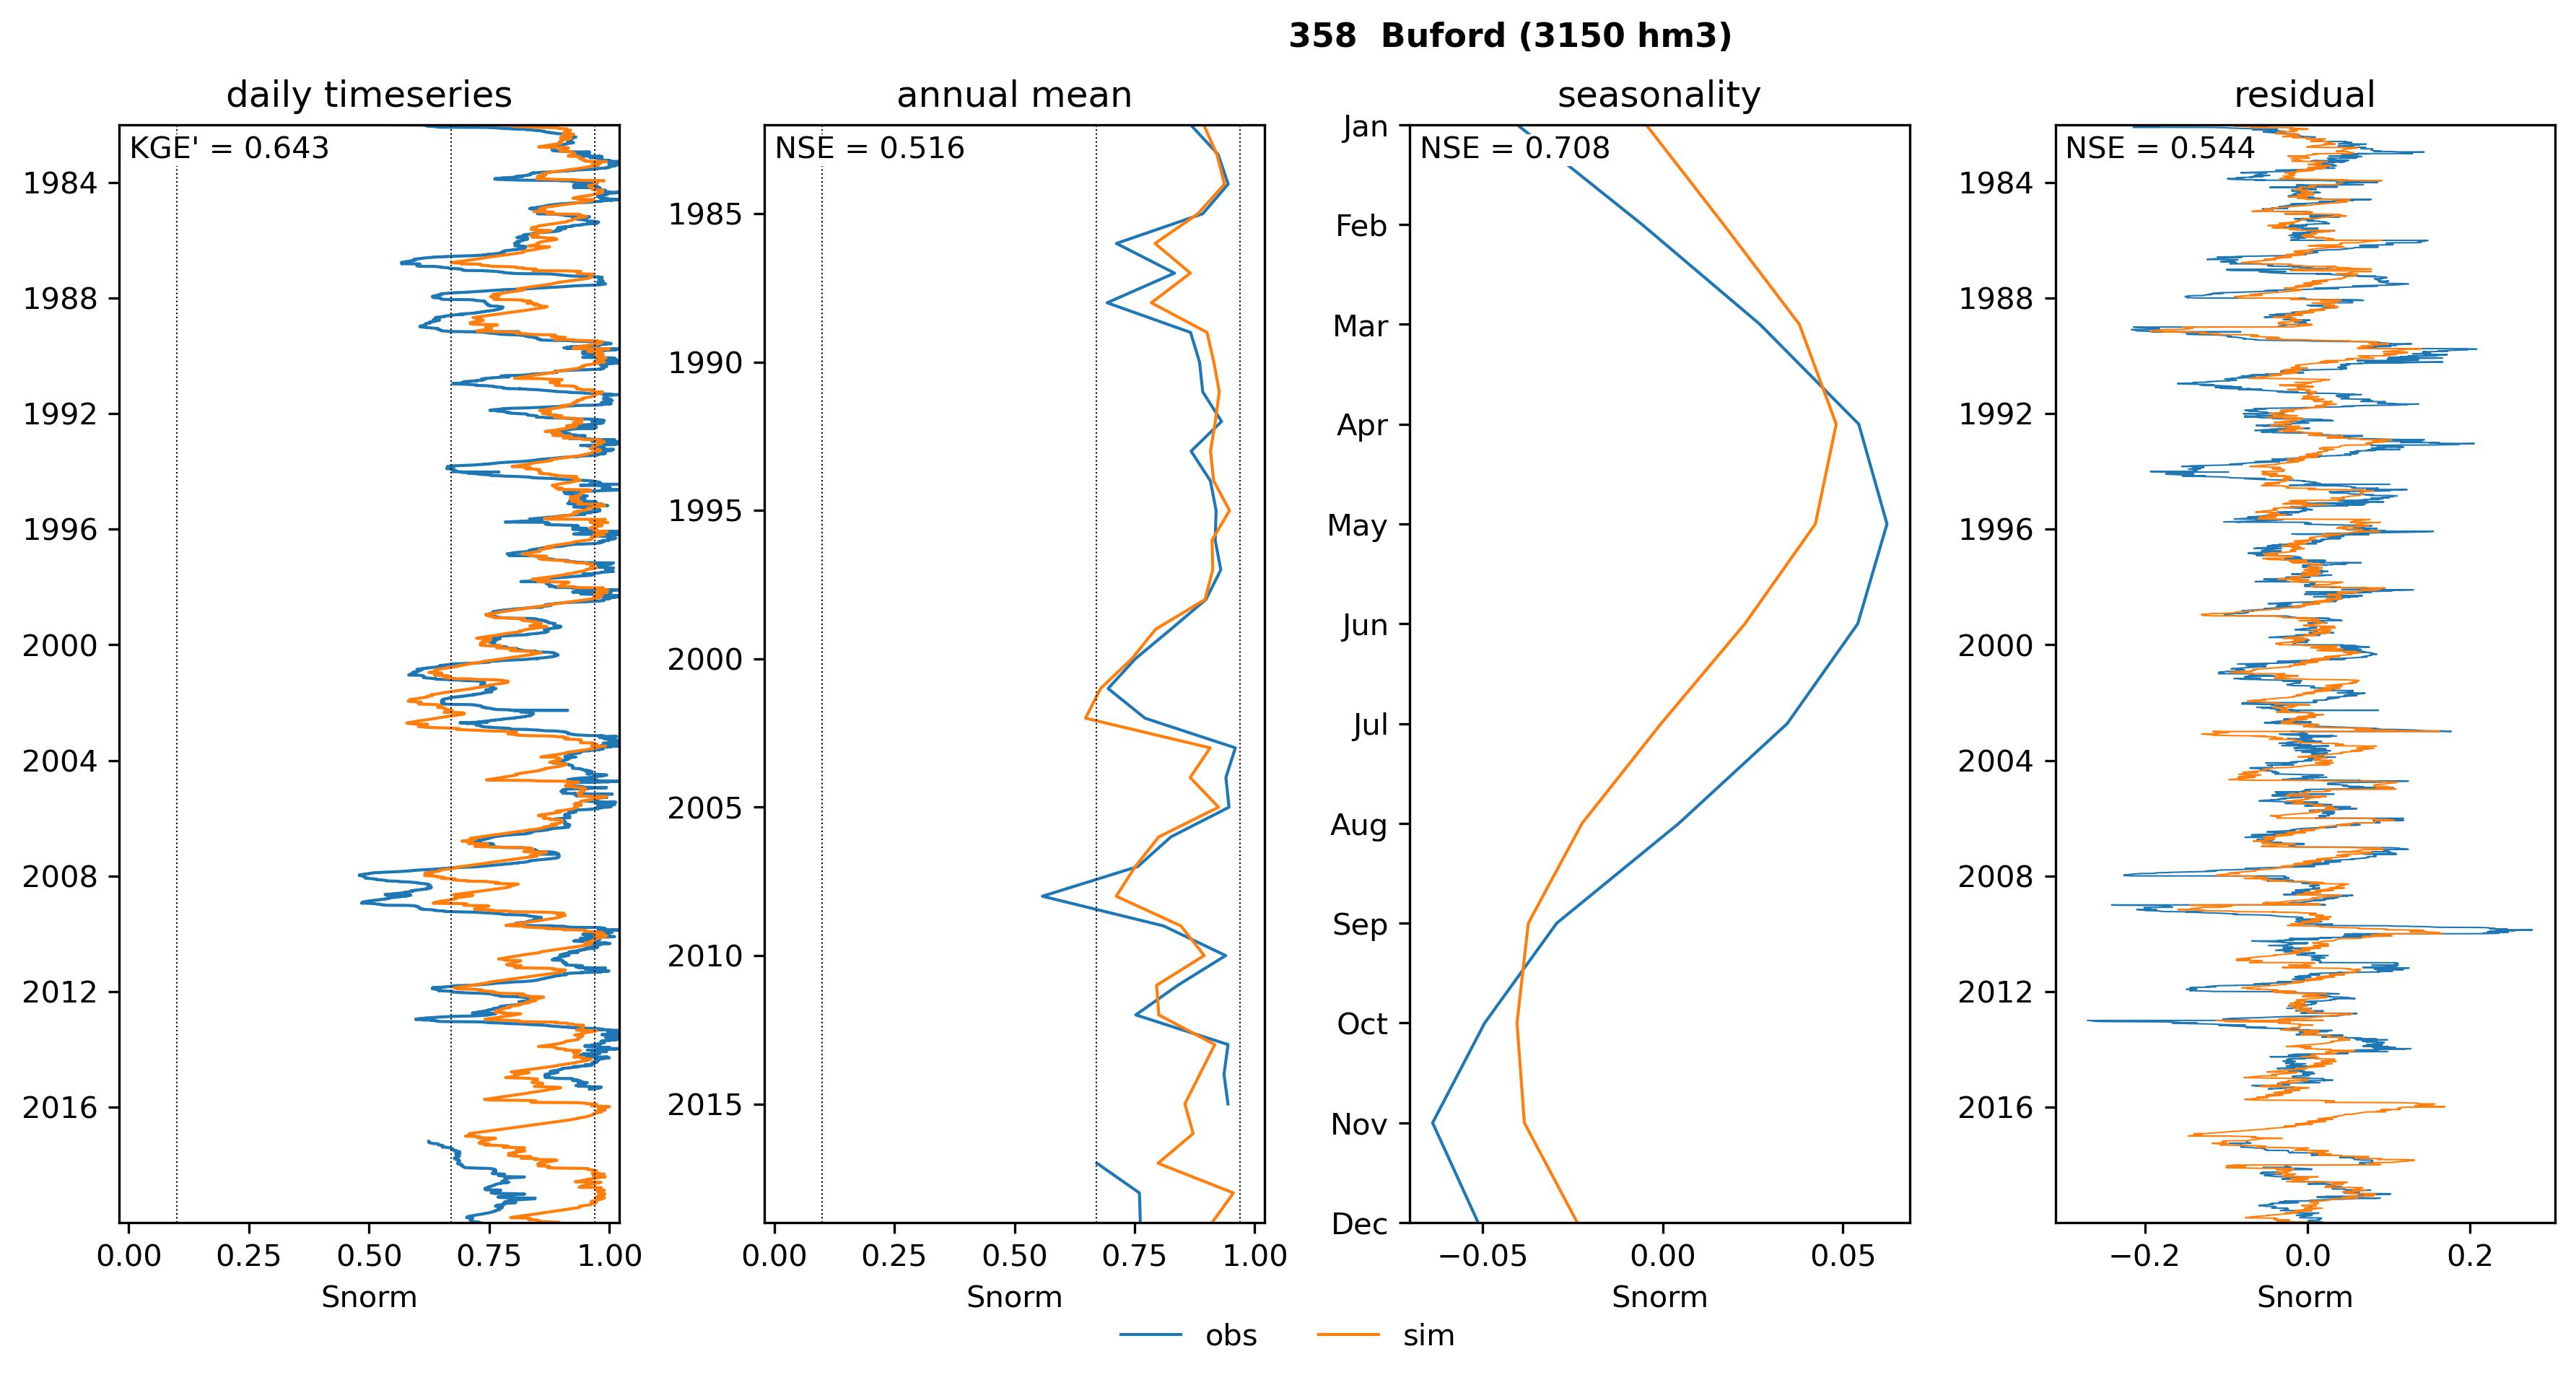 358  Buford (3150 hm3)
daily timeseries
KGE' = 0.643
1984
1988
1992
1996
2000
2004
2008
2012
2016
0.00 0.25 0.50 0.75 1.00
Snorm
annual mean
NSE = 0.516
1985
1990
1995
2000
2005
2010
2015
0.00 0.25 0.50 0.75 1.00
Snorm
seasonality
NSE = 0.708
Jan
Feb
Mar
Apr
May
Jun
Jul
Aug
Sep
Oct
Nov
Dec
−0.05 0.00 0.05
Snorm
residual
NSE = 0.544
1984
1988
1992
1996
2000
2004
2008
2012
2016
−0.2 0.0 0.2
Snorm
obs sim